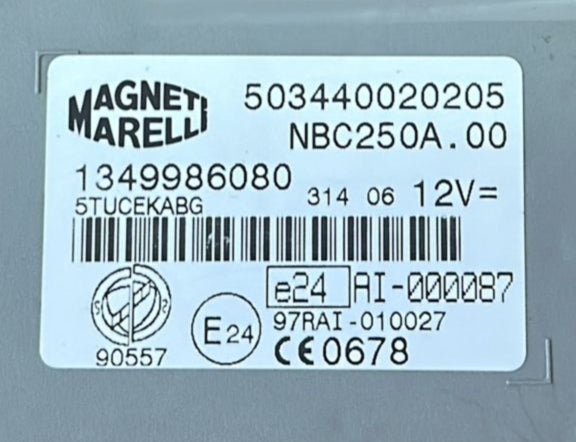 MAGNETI
MARELLI
503440020205
NBC250A.00
1349986080
5TUCEKABG
314 06 12V=
e24 AI-000087
E24
97RAI-010027
CE0678
90557